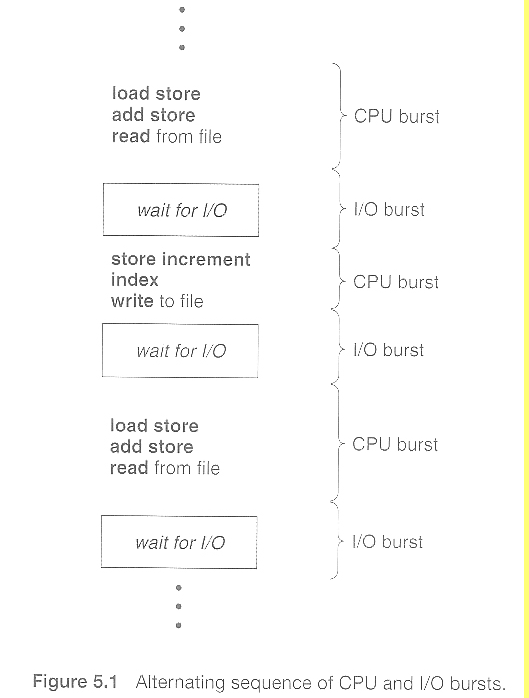 load store
add store
read from file
CPU burst
wait for I/O
I/O burst
store increment
index
write to file
CPU burst
wait for I/O
I/O burst
load store
add store
read from file
CPU burst
wait for I/O
I/O burst
Figure 5.1 Alternating sequence of CPU and I/O bursts.